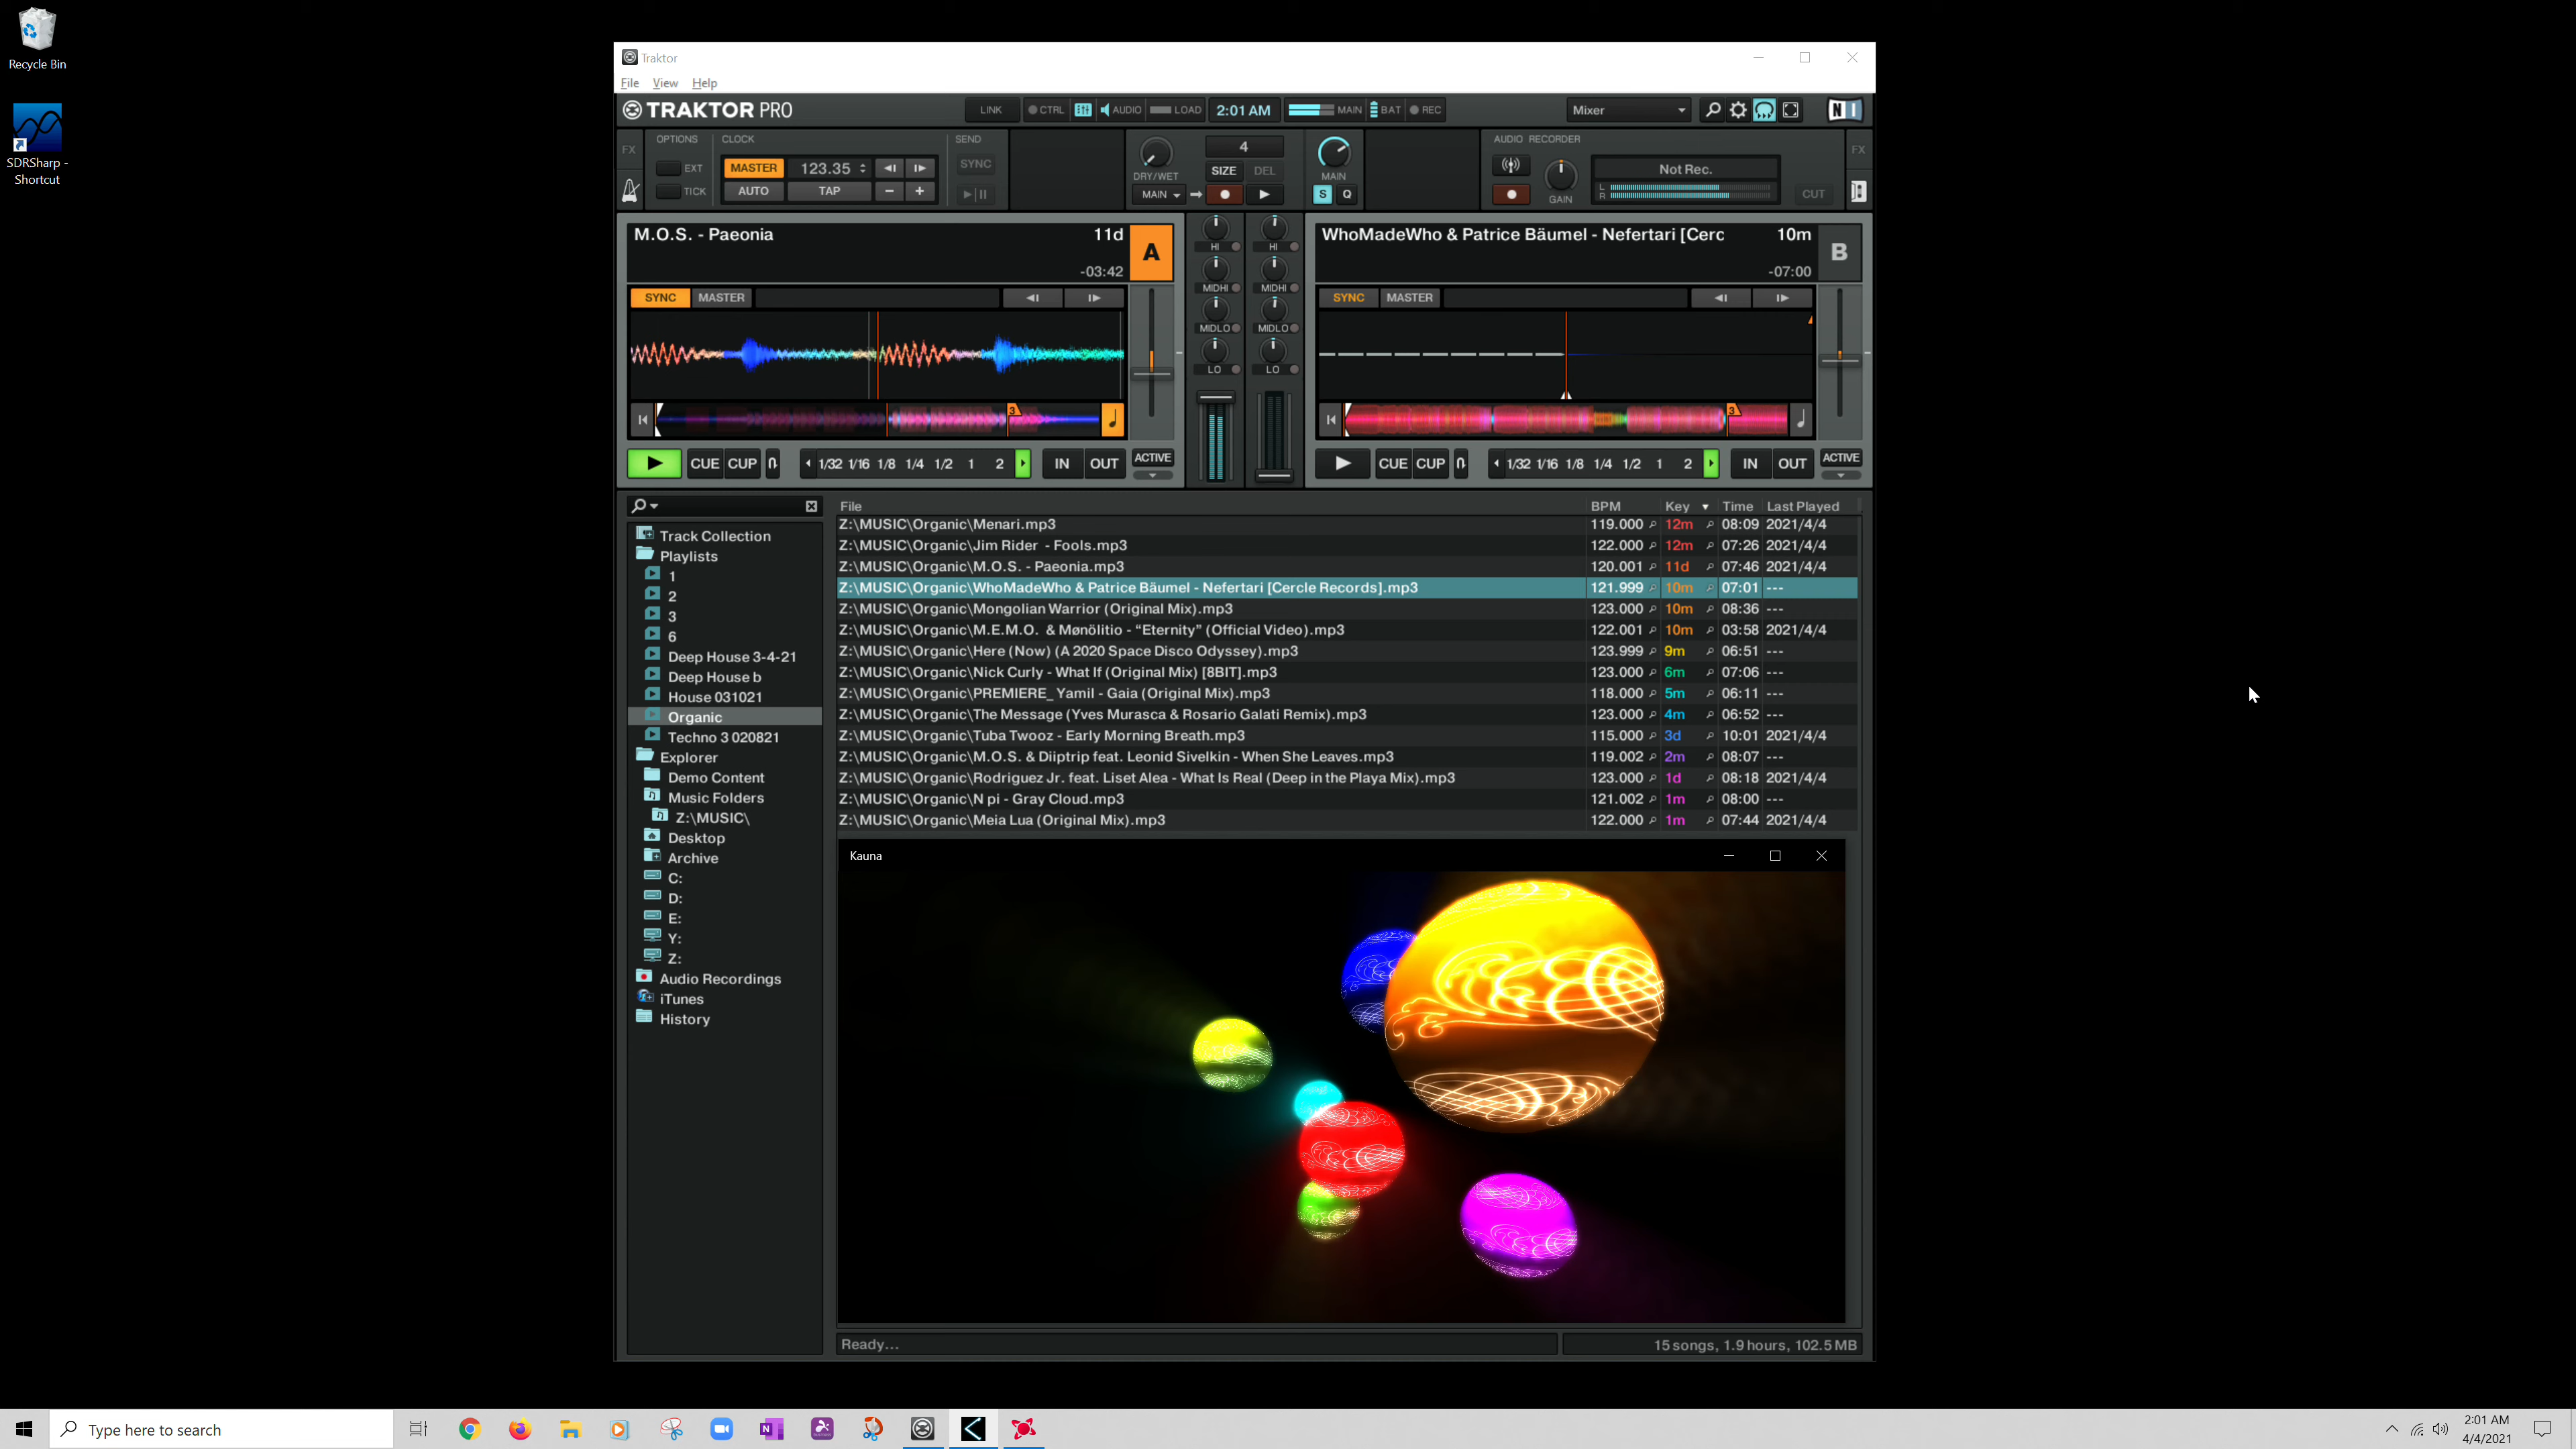 Recycle Bin
SDRSharp -
Shortcut
Traktor
File View Help
TRAKTOR PRO
LINK CTRL AUDIO LOAD 2:01 AM MAIN BAT REC Mixer
FX OPTIONS CLOCK SEND AUDIO RECORDER FX
EXT MASTER 123.35 SYNC DRY/WET 4 SIZE DEL MAIN Not Rec.
TICK AUTO TAP - + MAIN S Q GAIN L R CUT
M.O.S. - Paeonia 11d A
-03:42
SYNC MASTER
3
CUE CUP 1/32 1/16 1/8 1/4 1/2 1 2 IN OUT ACTIVE
HI HI
MIDHI MIDHI
MIDLO MIDLO
LO LO
WhoMadeWho & Patrice Bäumel - Nefertari [Cerc 10m B
-07:00
SYNC MASTER
3
CUE CUP 1/32 1/16 1/8 1/4 1/2 1 2 IN OUT ACTIVE
Track Collection
Playlists
1
2
3
6
Deep House 3-4-21
Deep House b
House 031021
Organic
Techno 3 020821
Explorer
Demo Content
Music Folders
Z:\MUSIC\
Desktop
Archive
C:
D:
E:
Y:
Z:
Audio Recordings
iTunes
History
File BPM Key Time Last Played
Z:\MUSIC\Organic\Menari.mp3 119.000 12m 08:09 2021/4/4
Z:\MUSIC\Organic\Jim Rider - Fools.mp3 122.000 12m 07:26 2021/4/4
Z:\MUSIC\Organic\M.O.S. - Paeonia.mp3 120.001 11d 07:46 2021/4/4
Z:\MUSIC\Organic\WhoMadeWho & Patrice Bäumel - Nefertari [Cercle Records].mp3 121.999 10m 07:01 ---
Z:\MUSIC\Organic\Mongolian Warrior (Original Mix).mp3 123.000 10m 08:36 ---
Z:\MUSIC\Organic\M.E.M.O. & Mønölitio - “Eternity” (Official Video).mp3 122.001 10m 03:58 2021/4/4
Z:\MUSIC\Organic\Here (Now) (A 2020 Space Disco Odyssey).mp3 123.999 9m 06:51 ---
Z:\MUSIC\Organic\Nick Curly - What If (Original Mix) [8BIT].mp3 123.000 6m 07:06 ---
Z:\MUSIC\Organic\PREMIERE_ Yamil - Gaia (Original Mix).mp3 118.000 5m 06:11 ---
Z:\MUSIC\Organic\The Message (Yves Murasca & Rosario Galati Remix).mp3 123.000 4m 06:52 ---
Z:\MUSIC\Organic\Tuba Twooz - Early Morning Breath.mp3 115.000 3d 10:01 2021/4/4
Z:\MUSIC\Organic\M.O.S. & Diiptrip feat. Leonid Sivelkin - When She Leaves.mp3 119.002 2m 08:07 ---
Z:\MUSIC\Organic\Rodriguez Jr. feat. Liset Alea - What Is Real (Deep in the Playa Mix).mp3 123.000 1d 08:18 2021/4/4
Z:\MUSIC\Organic\N pi - Gray Cloud.mp3 121.002 1m 08:00 ---
Z:\MUSIC\Organic\Meia Lua (Original Mix).mp3 122.000 1m 07:44 2021/4/4
Kauna
Ready... 15 songs, 1.9 hours, 102.5 MB
Type here to search
2:01 AM
4/4/2021